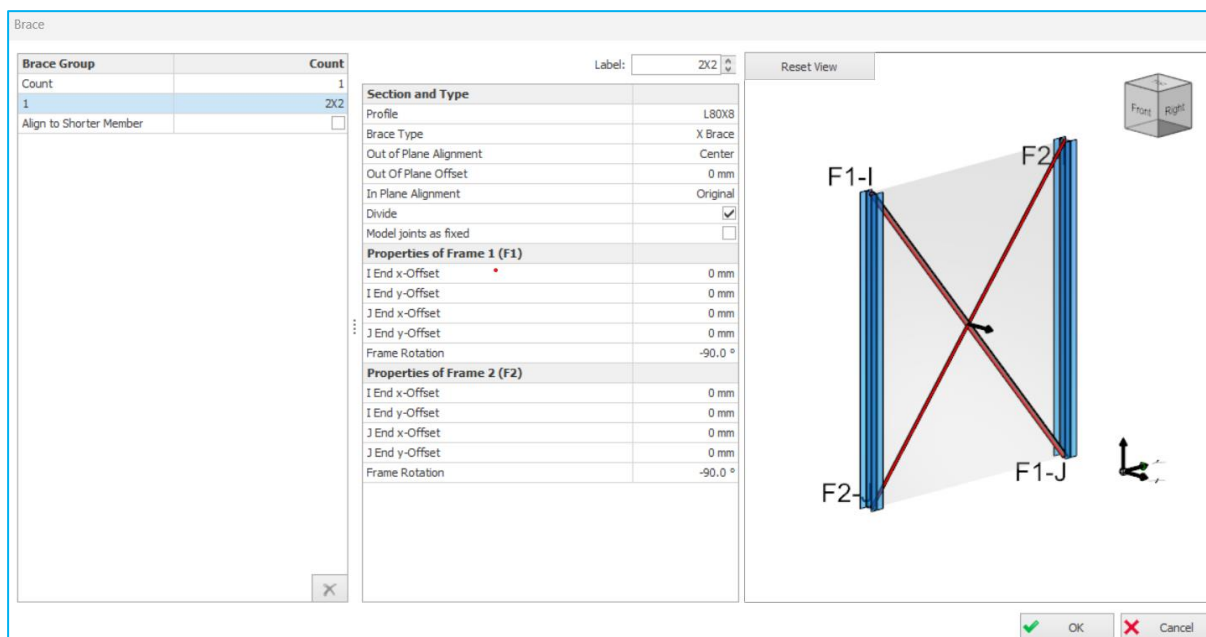 Brace
Brace Group Count
Count 1
1 2X2
Align to Shorter Member
Label: 2X2
Section and Type
Profile L80X8
Brace Type X Brace
Out of Plane Alignment Center
Out Of Plane Offset 0 mm
In Plane Alignment Original
Divide
Model joints as fixed
Properties of Frame 1 (F1)
I End x-Offset 0 mm
I End y-Offset 0 mm
J End x-Offset 0 mm
J End y-Offset 0 mm
Frame Rotation -90.0 °
Properties of Frame 2 (F2)
I End x-Offset 0 mm
I End y-Offset 0 mm
J End x-Offset 0 mm
J End y-Offset 0 mm
Frame Rotation -90.0 °
Reset View
Front Right
F2
F1-I
F1-J
F2-J
OK Cancel